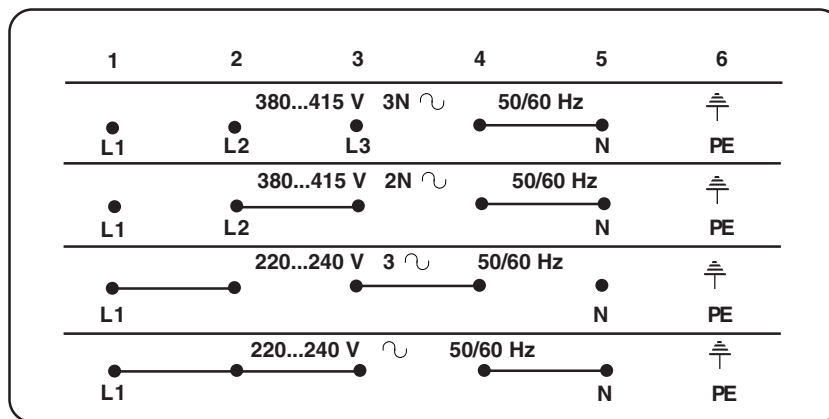 1 2 3 4 5 6
380...415 V 3N 50/60 Hz
L1 L2 L3 N PE
380...415 V 2N 50/60 Hz
L1 L2 N PE
220...240 V 3 50/60 Hz
L1 N PE
220...240 V 50/60 Hz
L1 N PE